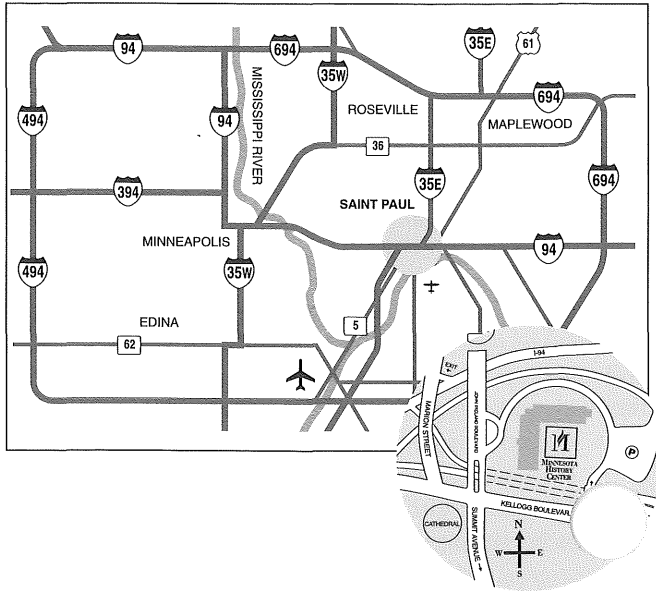 94
694
35E
61
35W
MISSISSIPPI RIVER
494
94
ROSEVILLE
694
MAPLEWOOD
36
394
35E
694
SAINT PAUL
MINNEAPOLIS
94
494
35W
EDINA
5
62
I-94
EXIT
MARION STREET
JOHN IRELAND BOULEVARD
MINNESOTA
HISTORY
CENTER
P
KELLOGG BOULEVAR
CATHEDRAL
SUMMIT AVENUE
N
W E
S